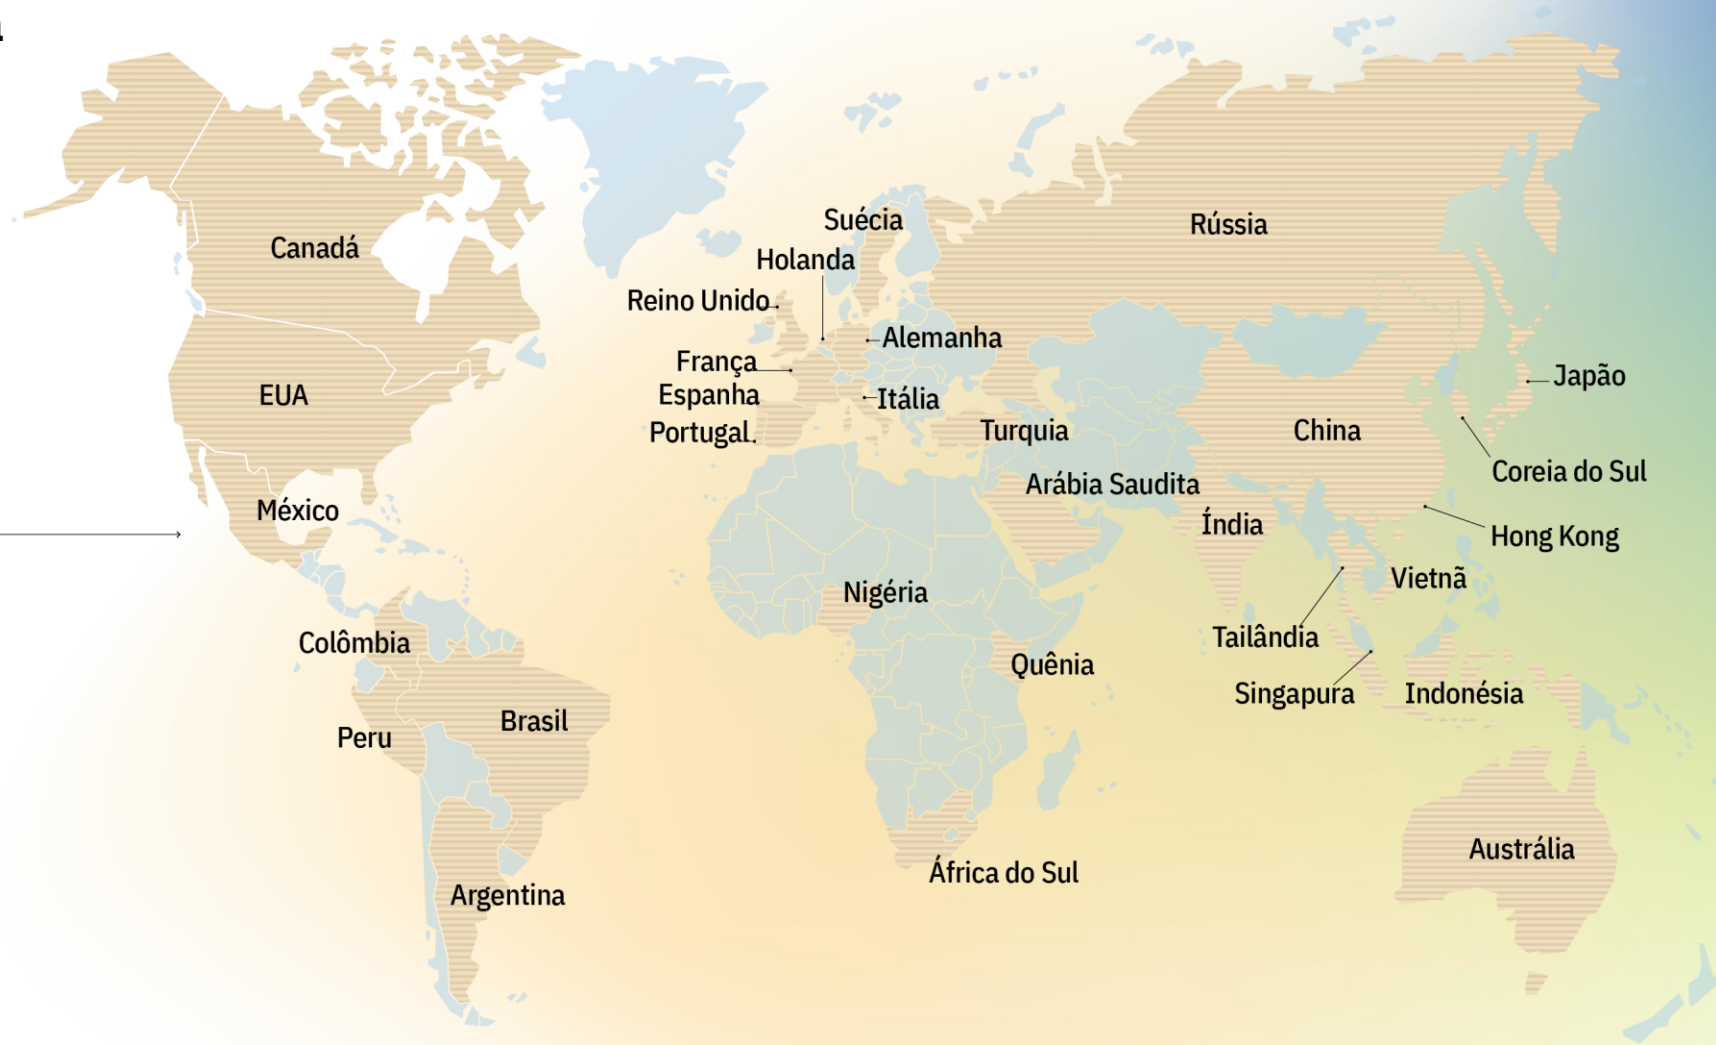 Suécia
Rússia
Canadá
Holanda
Reino Unido
Alemanha
França
Japão
EUA
Espanha
Itália
Portugal
Turquia
China
Coreia do Sul
Arábia Saudita
México
Índia
Hong Kong
Vietnã
Nigéria
Colômbia
Tailândia
Quênia
Singapura
Indonésia
Brasil
Peru
Austrália
África do Sul
Argentina